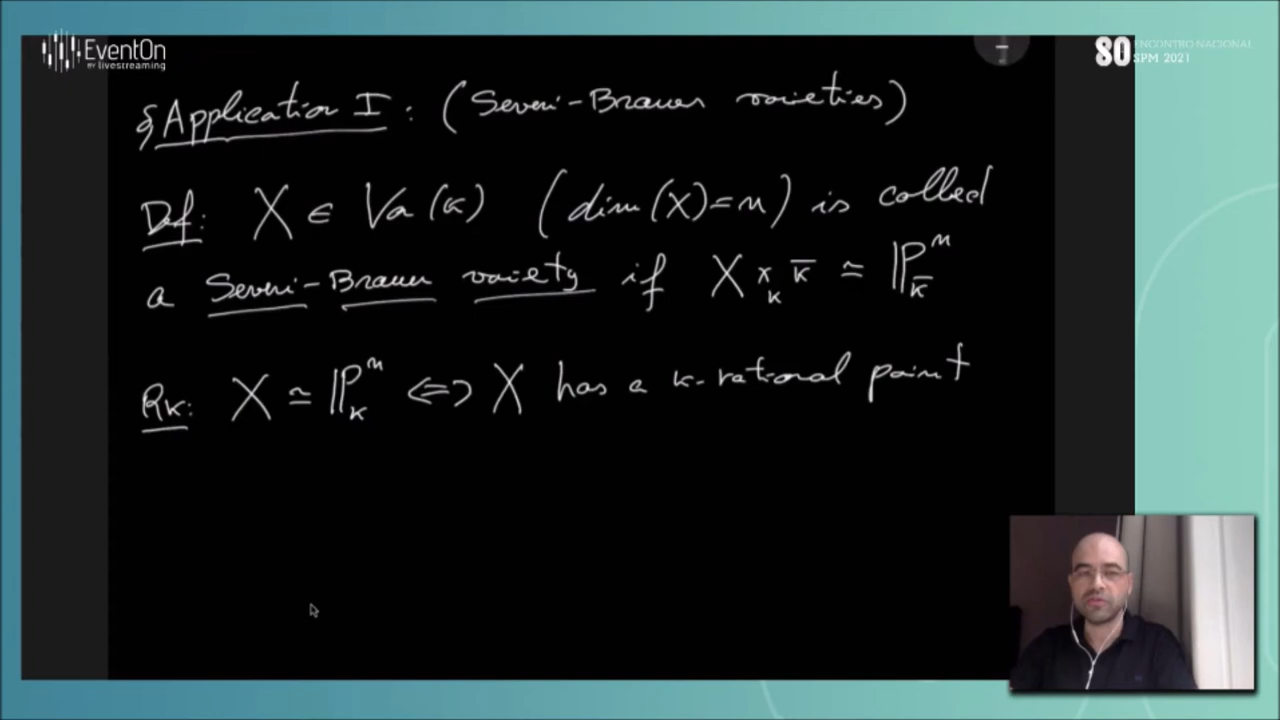 EventOn
BY livestreaming
80 ENCONTRO NACIONAL
SPM 2021
§ Application I: (Severi-Brauer varieties)
Def: X ∈ Var(k) (dim(X)=n) is called
a Severi-Brauer variety if X ×ₖ k̄ ≃ ℙⁿ_k̄
Rk: X ≃ ℙⁿₖ ⇔ X has a k-rational point